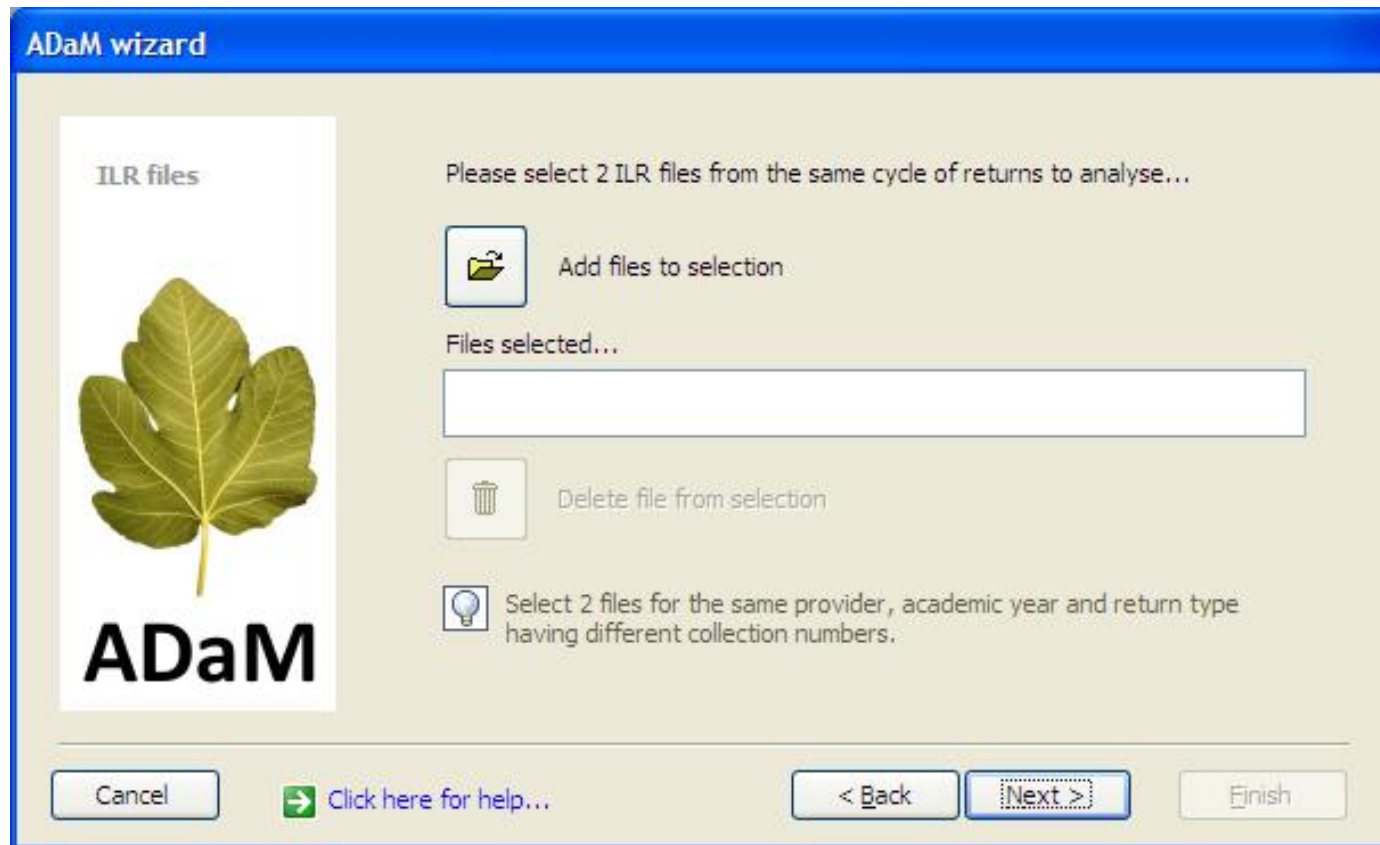 ADaM wizard
ILR files
Please select 2 ILR files from the same cycle of returns to analyse...
Add files to selection
Files selected...
Delete file from selection
Select 2 files for the same provider, academic year and return type
having different collection numbers.
ADaM
Cancel
Click here for help...
< Back
Next >
Finish